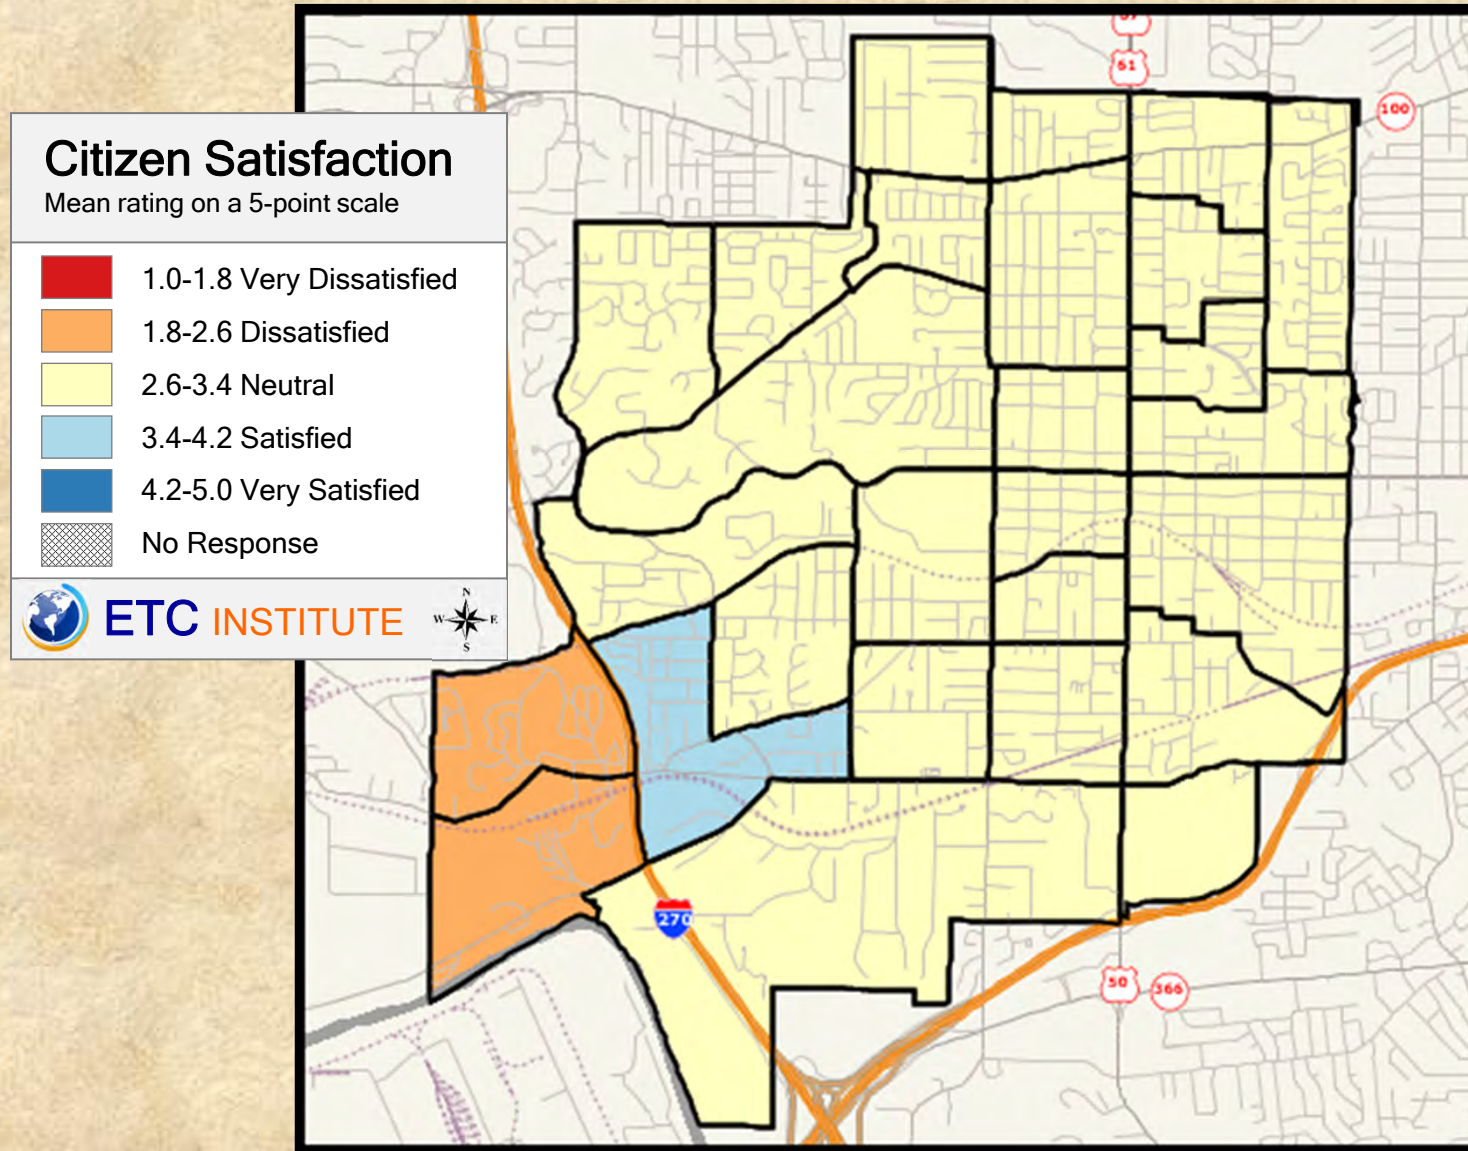 Citizen Satisfaction
Mean rating on a 5-point scale
1.0-1.8 Very Dissatisfied
1.8-2.6 Dissatisfied
2.6-3.4 Neutral
3.4-4.2 Satisfied
4.2-5.0 Very Satisfied
No Response
ETC INSTITUTE
N
W E
S
61
100
270
50
366